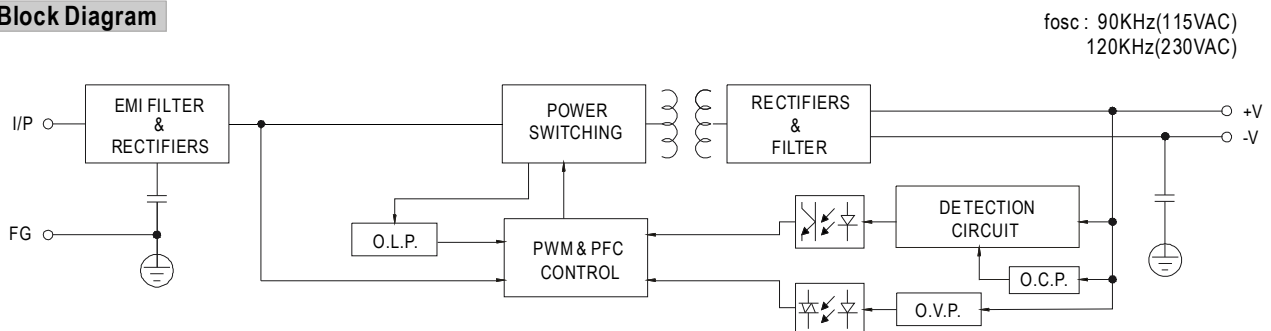 Block Diagram
fosc : 90KHz(115VAC)
120KHz(230VAC)
I/P
EMI FILTER
&
RECTIFIERS
POWER
SWITCHING
RECTIFIERS
&
FILTER
+V
-V
FG
O.L.P.
PWM & PFC
CONTROL
DETECTION
CIRCUIT
O.C.P.
O.V.P.